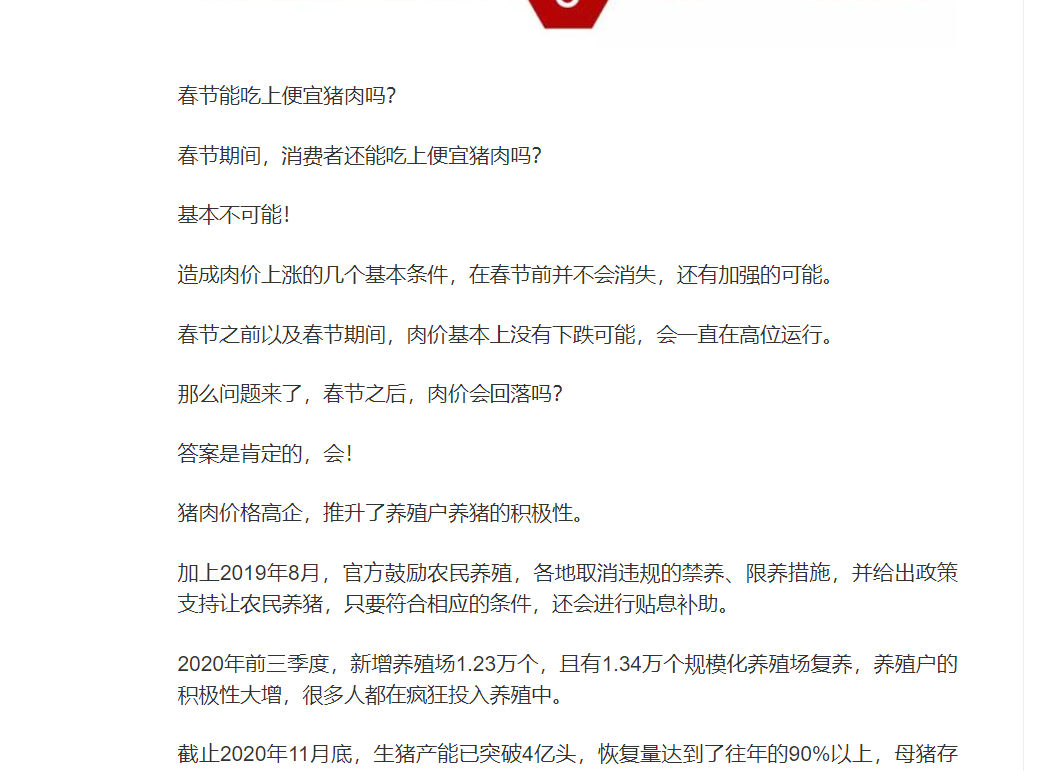 春节能吃上便宜猪肉吗？
春节期间，消费者还能吃上便宜猪肉吗？
基本不可能！
造成肉价上涨的几个基本条件，在春节前并不会消失，还有加强的可能。
春节之前以及春节期间，肉价基本上没有下跌可能，会一直在高位运行。
那么问题来了，春节之后，肉价会回落吗？
答案是肯定的，会！
猪肉价格高企，推升了养殖户养猪的积极性。
加上2019年8月，官方鼓励农民养殖，各地取消违规的禁养、限养措施，并给出政策
支持让农民养猪，只要符合相应的条件，还会进行贴息补助。
2020年前三季度，新增养殖场1.23万个，且有1.34万个规模化养殖场复养，养殖户的
积极性大增，很多人都在疯狂投入养殖中。
截止2020年11月底，生猪产能已突破4亿头，恢复量达到了往年的90%以上，母猪存